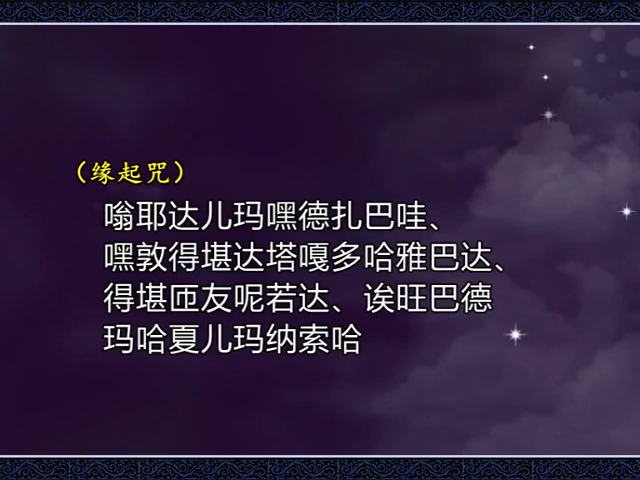 （缘起咒）
嗡耶达儿玛嘿德扎巴哇、
嘿敦得堪达塔嘎多哈雅巴达、
得堪匝友呢若达、诶旺巴德
玛哈夏儿玛纳索哈